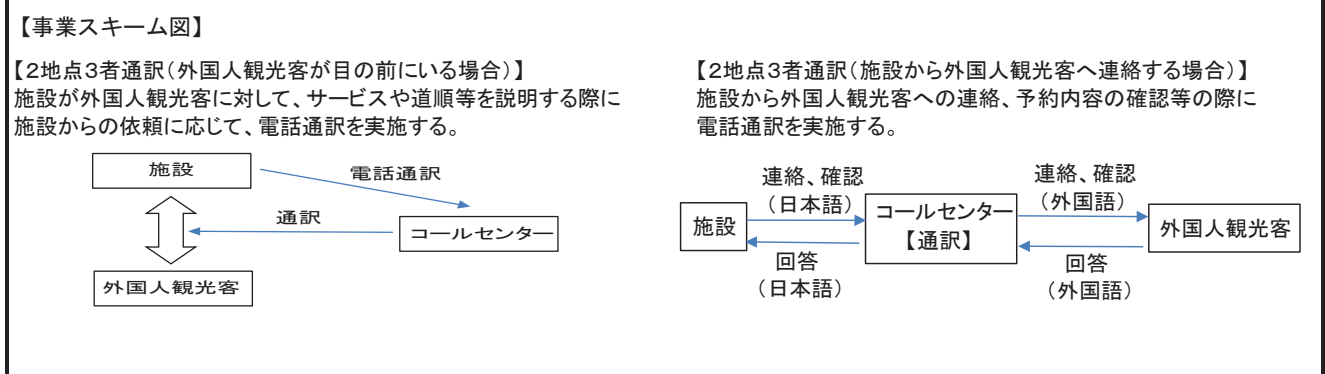 【事業スキーム図】
【2地点3者通訳(外国人観光客が目の前にいる場合)】
施設が外国人観光客に対して、サービスや道順等を説明する際に
施設からの依頼に応じて、電話通訳を実施する。
施設
電話通訳
通訳
コールセンター
外国人観光客
【2地点3者通訳(施設から外国人観光客へ連絡する場合)】
施設から外国人観光客への連絡、予約内容の確認等の際に
電話通訳を実施する。
連絡、確認
(日本語)
連絡、確認
(外国語)
施設
コールセンター
【通訳】
外国人観光客
回答
(日本語)
回答
(外国語)